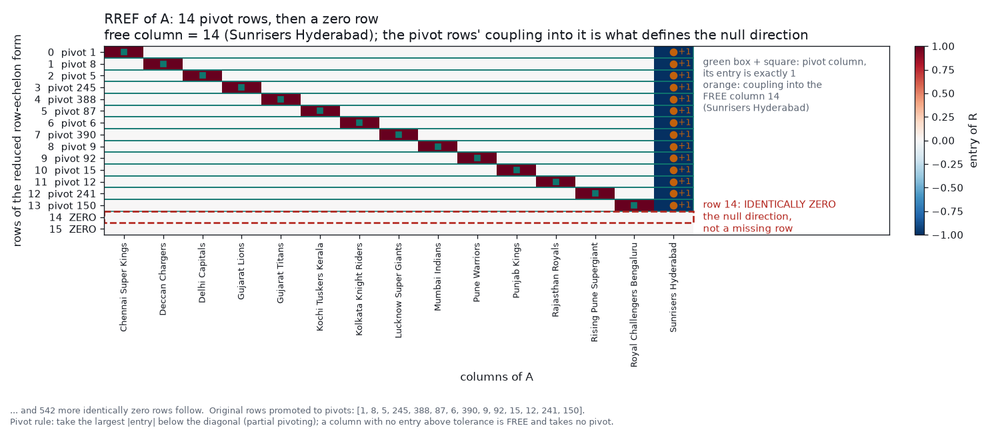 RREF of A: 14 pivot rows, then a zero row
free column = 14 (Sunrisers Hyderabad); the pivot rows' coupling into it is what defines the null direction
rows of the reduced row-echelon form
0 pivot 1
1 pivot 8
2 pivot 5
3 pivot 245
4 pivot 388
5 pivot 87
6 pivot 6
7 pivot 390
8 pivot 9
9 pivot 92
10 pivot 15
11 pivot 12
12 pivot 241
13 pivot 150
14 ZERO
15 ZERO
+1
+1
+1
+1
+1
+1
+1
+1
+1
+1
+1
+1
+1
+1
green box + square: pivot column,
its entry is exactly 1
orange: coupling into the
FREE column 14
(Sunrisers Hyderabad)
row 14: IDENTICALLY ZERO
the null direction,
not a missing row
1.00
0.75
0.50
0.25
0.00
−0.25
−0.50
−0.75
−1.00
entry of R
Chennai Super Kings
Deccan Chargers
Delhi Capitals
Gujarat Lions
Gujarat Titans
Kochi Tuskers Kerala
Kolkata Knight Riders
Lucknow Super Giants
Mumbai Indians
Pune Warriors
Punjab Kings
Rajasthan Royals
Rising Pune Supergiant
Royal Challengers Bengaluru
Sunrisers Hyderabad
columns of A
... and 542 more identically zero rows follow.  Original rows promoted to pivots: [1, 8, 5, 245, 388, 87, 6, 390, 9, 92, 15, 12, 241, 150].
Pivot rule: take the largest |entry| below the diagonal (partial pivoting); a column with no entry above tolerance is FREE and takes no pivot.